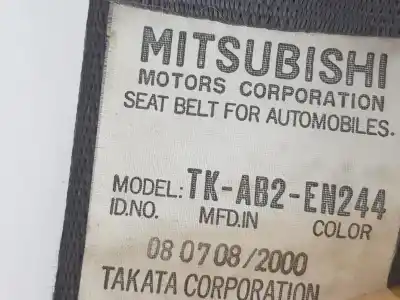 MITSUBISHI
MOTORS CORPORATION
SEAT BELT FOR AUTOMOBILES.
MODEL: TK-AB2-EN244
ID.NO. MFD.IN COLOR
08 07 08/2000
TAKATA CORPORATION